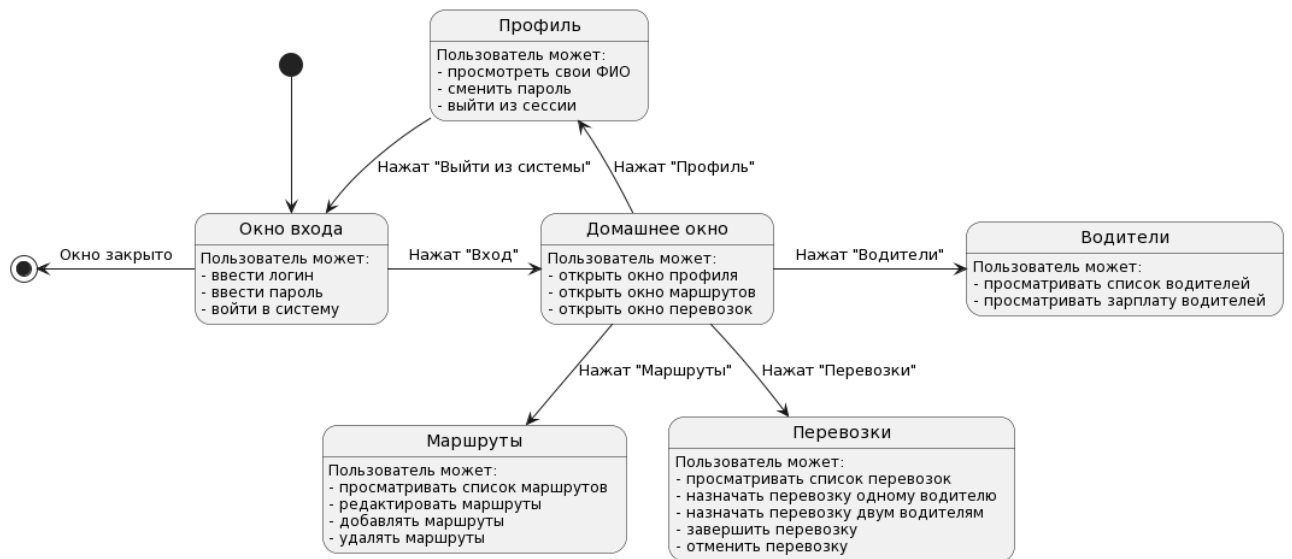 Профиль
Пользователь может:
- просмотреть свои ФИО
- сменить пароль
- выйти из сессии
Нажат "Выйти из системы"
Нажат "Профиль"
Окно закрыто
Окно входа
Пользователь может:
- ввести логин
- ввести пароль
- войти в систему
Нажат "Вход"
Домашнее окно
Пользователь может:
- открыть окно профиля
- открыть окно маршрутов
- открыть окно перевозок
Нажат "Водители"
Водители
Пользователь может:
- просматривать список водителей
- просматривать зарплату водителей
Нажат "Маршруты"
Нажат "Перевозки"
Маршруты
Пользователь может:
- просматривать список маршрутов
- редактировать маршруты
- добавлять маршруты
- удалять маршруты
Перевозки
Пользователь может:
- просматривать список перевозок
- назначать перевозку одному водителю
- назначать перевозку двум водителям
- завершить перевозку
- отменить перевозку